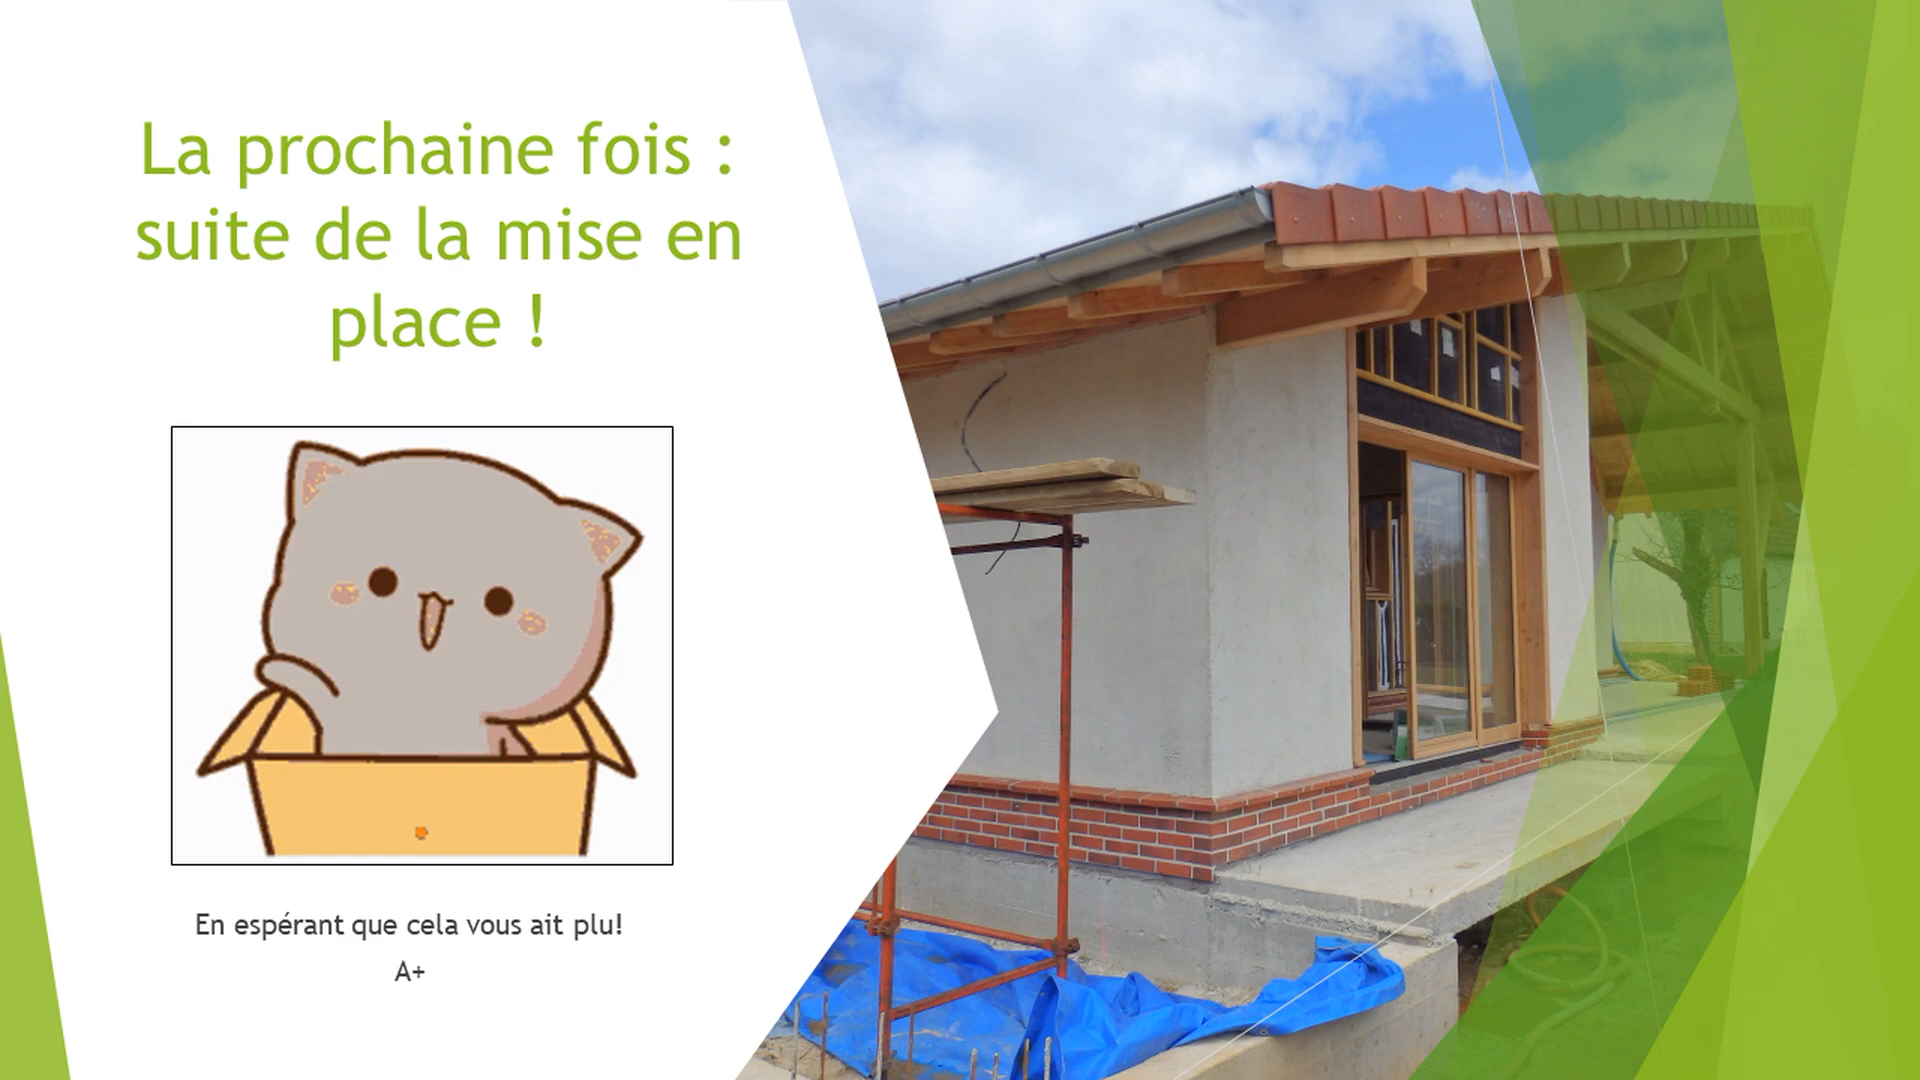 La prochaine fois :
suite de la mise en
place !
En espérant que cela vous ait plu!
A+